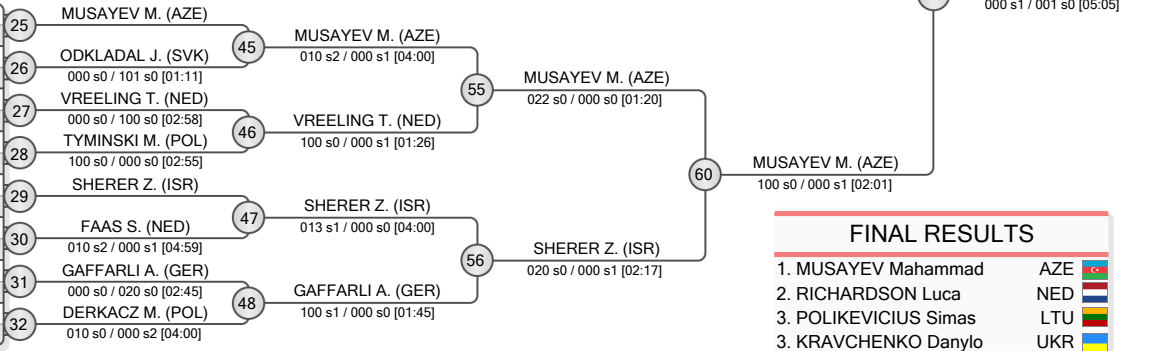 000 s1 / 001 s0 [05:05]
25
MUSAYEV M. (AZE)
26
ODKLADAL J. (SVK)
000 s0 / 101 s0 [01:11]
27
VREELING T. (NED)
000 s0 / 100 s0 [02:58]
28
TYMINSKI M. (POL)
100 s0 / 000 s0 [02:55]
29
SHERER Z. (ISR)
30
FAAS S. (NED)
010 s2 / 000 s1 [04:59]
31
GAFFARLI A. (GER)
000 s0 / 020 s0 [02:45]
32
DERKACZ M. (POL)
010 s0 / 000 s2 [04:00]
45
MUSAYEV M. (AZE)
010 s2 / 000 s1 [04:00]
46
VREELING T. (NED)
100 s0 / 000 s1 [01:26]
47
SHERER Z. (ISR)
013 s1 / 000 s0 [04:00]
48
GAFFARLI A. (GER)
100 s1 / 000 s0 [01:45]
55
MUSAYEV M. (AZE)
022 s0 / 000 s0 [01:20]
56
SHERER Z. (ISR)
020 s0 / 000 s1 [02:17]
60
MUSAYEV M. (AZE)
100 s0 / 000 s1 [02:01]
FINAL RESULTS
1. MUSAYEV Mahammad AZE
2. RICHARDSON Luca NED
3. POLIKEVICIUS Simas LTU
3. KRAVCHENKO Danylo UKR